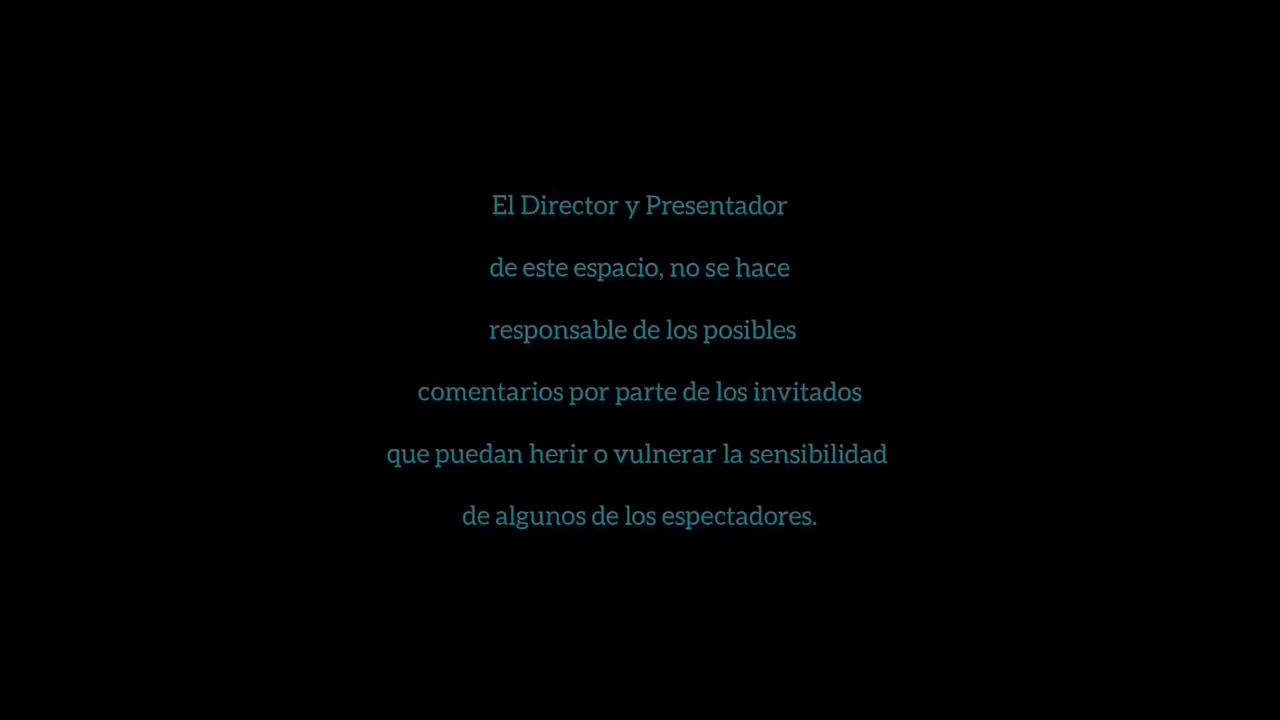 El Director y Presentador
de este espacio, no se hace
responsable de los posibles
comentarios por parte de los invitados
que puedan herir o vulnerar la sensibilidad
de algunos de los espectadores.